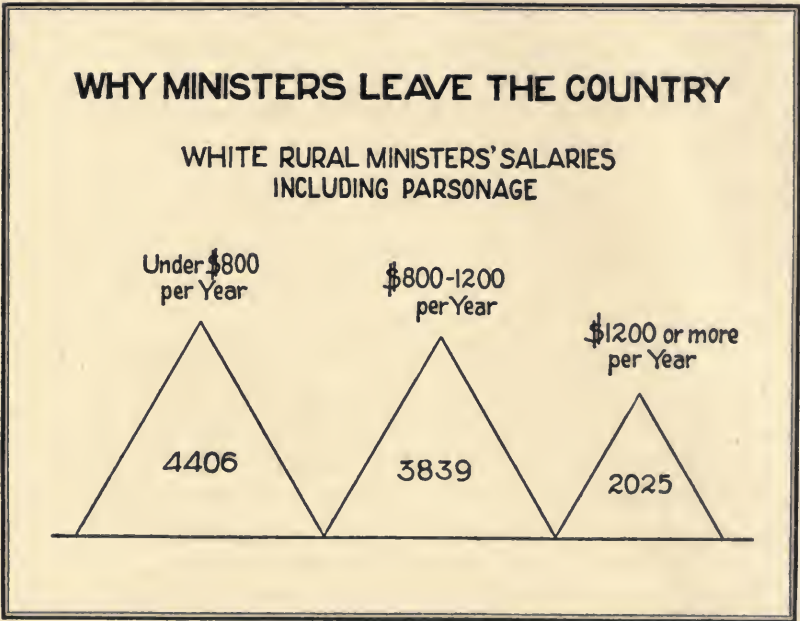 WHY MINISTERS LEAVE THE COUNTRY
WHITE RURAL MINISTERS' SALARIES
INCLUDING PARSONAGE
Under $800
per Year
$800-1200
per Year
$1200 or more
per Year
4406
3839
2025